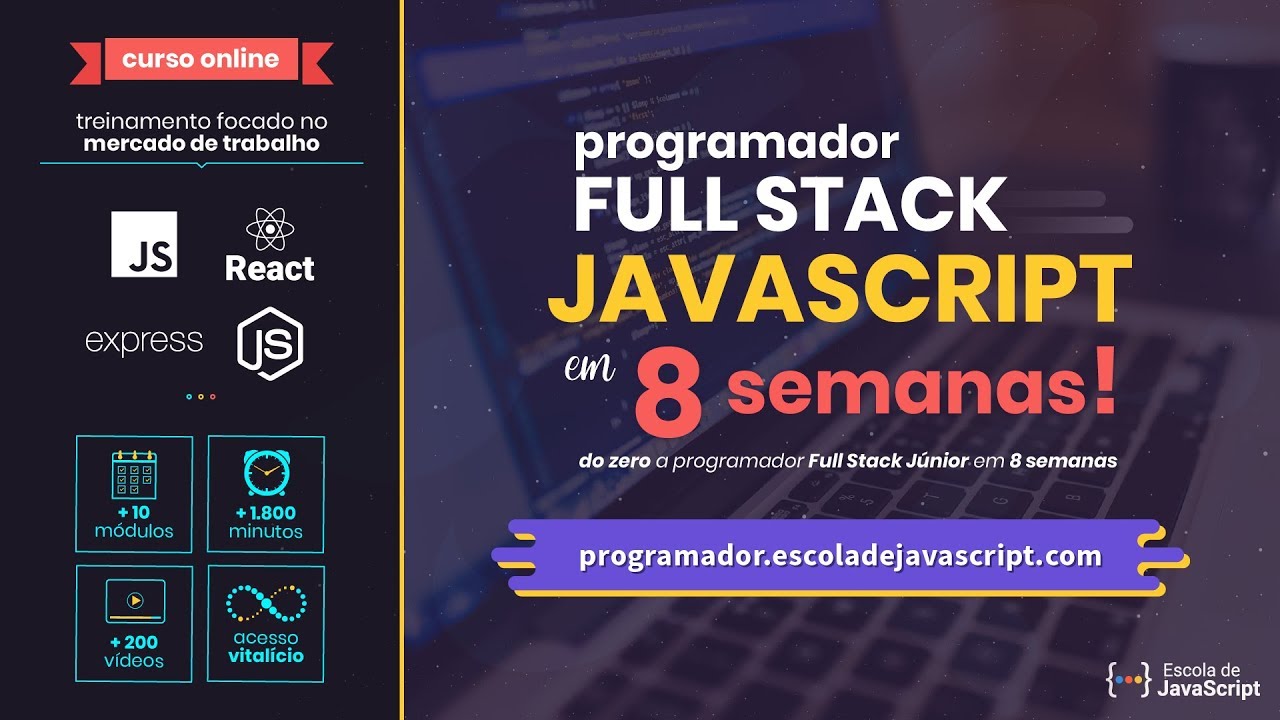 curso online
treinamento focado no
mercado de trabalho
JS
React
express
JS
+ 10
módulos
+ 1.800
minutos
+ 200
vídeos
acesso
vitalício
programador
FULL STACK
JAVASCRIPT
em 8 semanas!
do zero a programador Full Stack Júnior em 8 semanas
programador.escoladejavascript.com
{•••} Escola de
JavaScript